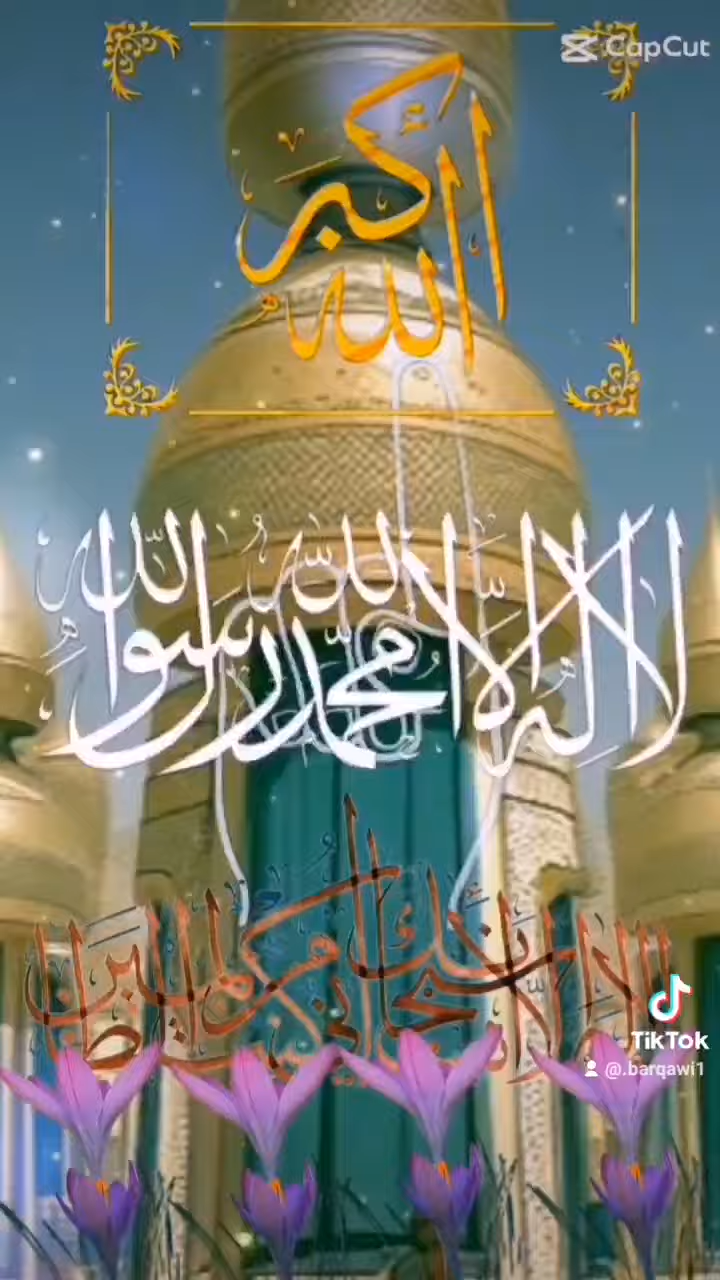 CapCut
الله أكبر
لا إله إلا الله محمد رسول الله
لا إله إلا أنت سبحانك إني كنت من الظالمين
TikTok
@.barqawi1